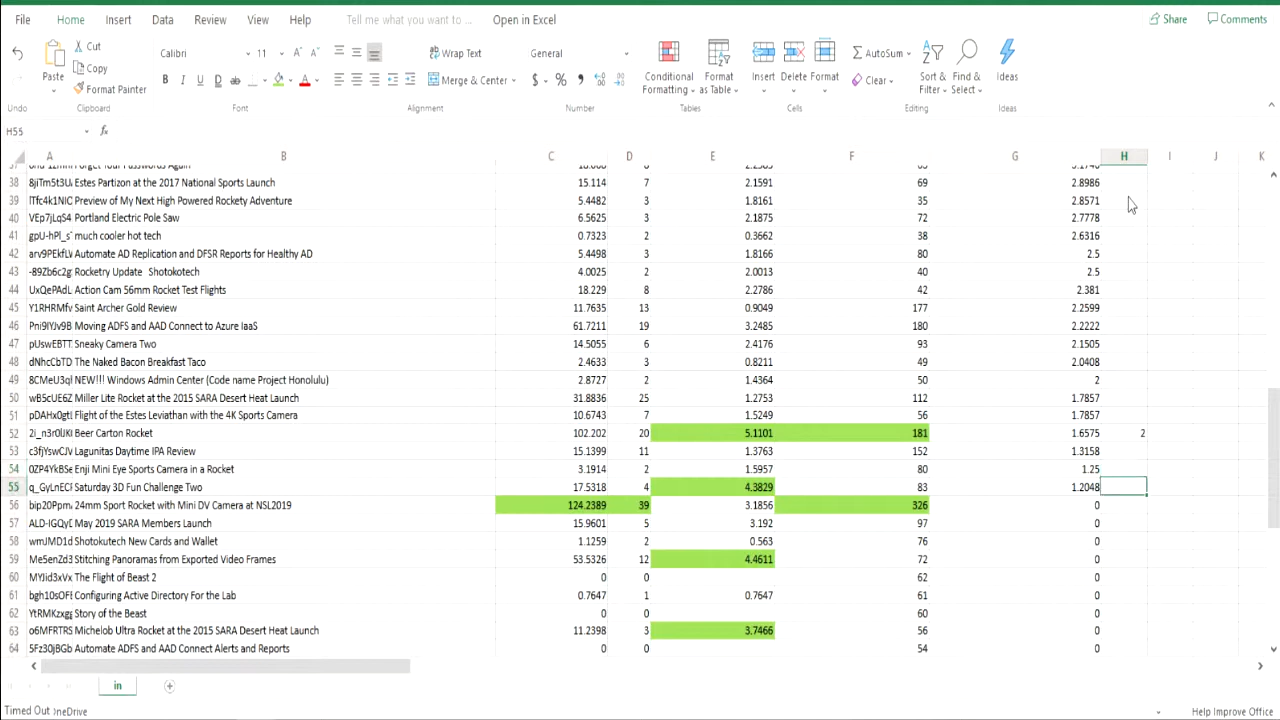 File Home Insert Data Review View Help Tell me what you want to ... Open in Excel Share Comments
Cut
Copy
Paste
Format Painter
Calibri 11 A A
B I U D ab A
Wrap Text
Merge & Center
General
$ % 9
Conditional Formatting
Format as Table
Insert Delete Format
AutoSum
Clear
Sort & Filter
Find & Select
Ideas
Undo Clipboard Font Alignment Number Tables Cells Editing Ideas
H55 fx
A B C D E F G H I J K
38 8jiTm5t3U Estes Partizon at the 2017 National Sports Launch 15.114 7 2.1591 69 2.8986
39 lTfc4k1NIC Preview of My Next High Powered Rockety Adventure 5.4482 3 1.8161 35 2.8571
40 VEp7jLqS4 Portland Electric Pole Saw 6.5625 3 2.1875 72 2.7778
41 gpU-hPl_s much cooler hot tech 0.7323 2 0.3662 38 2.6316
42 arv9PEkfL Automate AD Replication and DFSR Reports for Healthy AD 5.4498 3 1.8166 80 2.5
43 -89Zb6c2g Rocketry Update Shotokotech 4.0025 2 2.0013 40 2.5
44 UxQePAdL Action Cam 56mm Rocket Test Flights 18.229 8 2.2786 42 2.381
45 Y1RHRMfv Saint Archer Gold Review 11.7635 13 0.9049 177 2.2599
46 Pni9IYJv9B Moving ADFS and AAD Connect to Azure IaaS 61.7211 19 3.2485 180 2.2222
47 pUswEBTT Sneaky Camera Two 14.5055 6 2.4176 93 2.1505
48 dNhcCbTD The Naked Bacon Breakfast Taco 2.4633 3 0.8211 49 2.0408
49 8CMeU3q NEW!!! Windows Admin Center (Code name Project Honolulu) 2.8727 2 1.4364 50 2
50 wB5cUE6Z Miller Lite Rocket at the 2015 SARA Desert Heat Launch 31.8836 25 1.2753 112 1.7857
51 pDAHx0gt Flight of the Estes Leviathan with the 4K Sports Camera 10.6743 7 1.5249 56 1.7857
52 2i_n3r0lJK Beer Carton Rocket 102.202 20 5.1101 181 1.6575 2
53 c3fjYswCJV Lagunitas Daytime IPA Review 15.1399 11 1.3763 152 1.3158
54 0ZP4YkBSe Enji Mini Eye Sports Camera in a Rocket 3.1914 2 1.5957 80 1.25
55 q_GyLnECF Saturday 3D Fun Challenge Two 17.5318 4 4.3829 83 1.2048
56 bip20Ppm 24mm Sport Rocket with Mini DV Camera at NSL2019 124.2389 39 3.1856 326 0
57 ALD-IGQy May 2019 SARA Members Launch 15.9601 5 3.192 97 0
58 wmJMD1d Shotokutech New Cards and Wallet 1.1259 2 0.563 76 0
59 Me5enZd3 Stitching Panoramas from Exported Video Frames 53.5326 12 4.4611 72 0
60 MYJid3xVx The Flight of Beast 2 0 0 62 0
61 bgh10sOF Configuring Active Directory For the Lab 0.7647 1 0.7647 61 0
62 YtRMKzxg Story of the Beast 0 0 60 0
63 o6MFRTRS Michelob Ultra Rocket at the 2015 SARA Desert Heat Launch 11.2398 3 3.7466 56 0
64 5Fz30jBGb Automate ADFS and AAD Connect Alerts and Reports 0 0 54 0
in
Timed Out OneDrive Help Improve Office